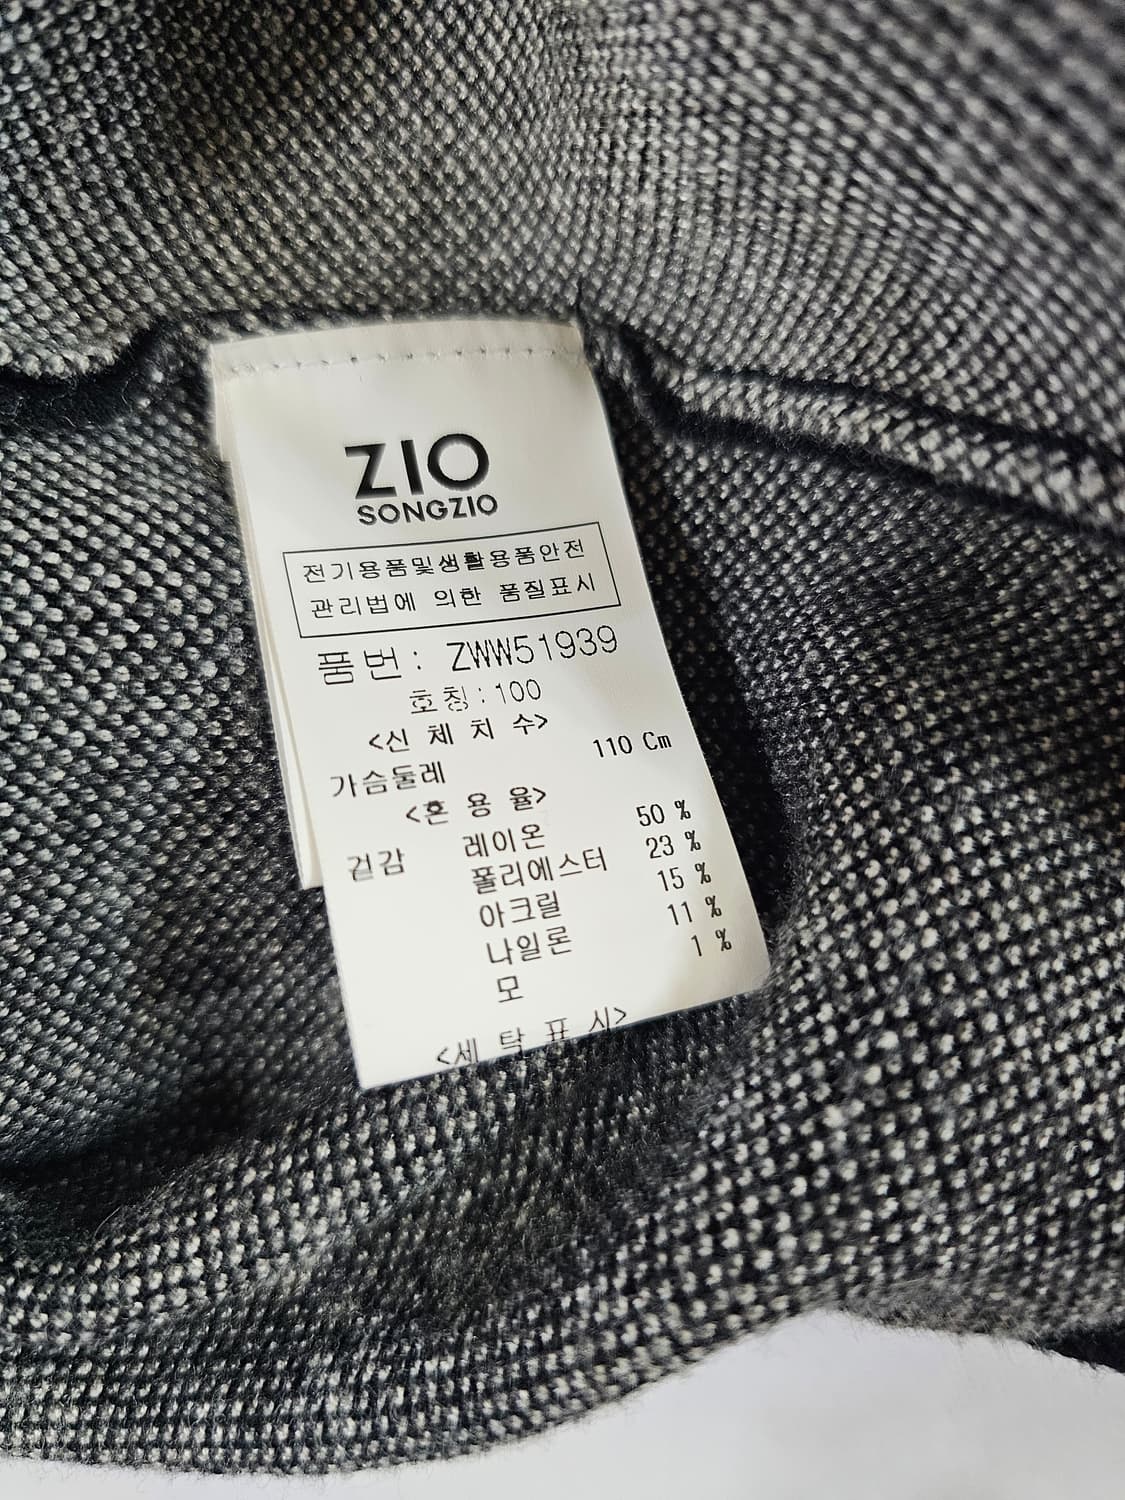 ZIO
SONGZIO
전기용품및생활용품안전
관리법에 의한 품질표시
품번: ZWW51939
호칭:100
<신 체 치 수>
가슴둘레 110 Cm
<혼 용 율>
겉감 레이온 50 %
폴리에스터 23 %
아크릴 15 %
나일론 11 %
모 1 %
<세 탁 표 시>